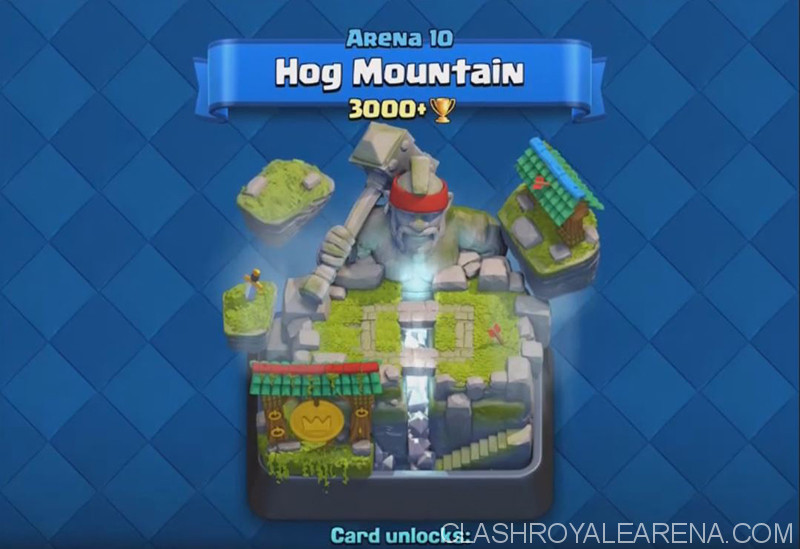 Arena 10
Hog Mountain
3000+
Card unlocks:
CLASHROYALEARENA.COM